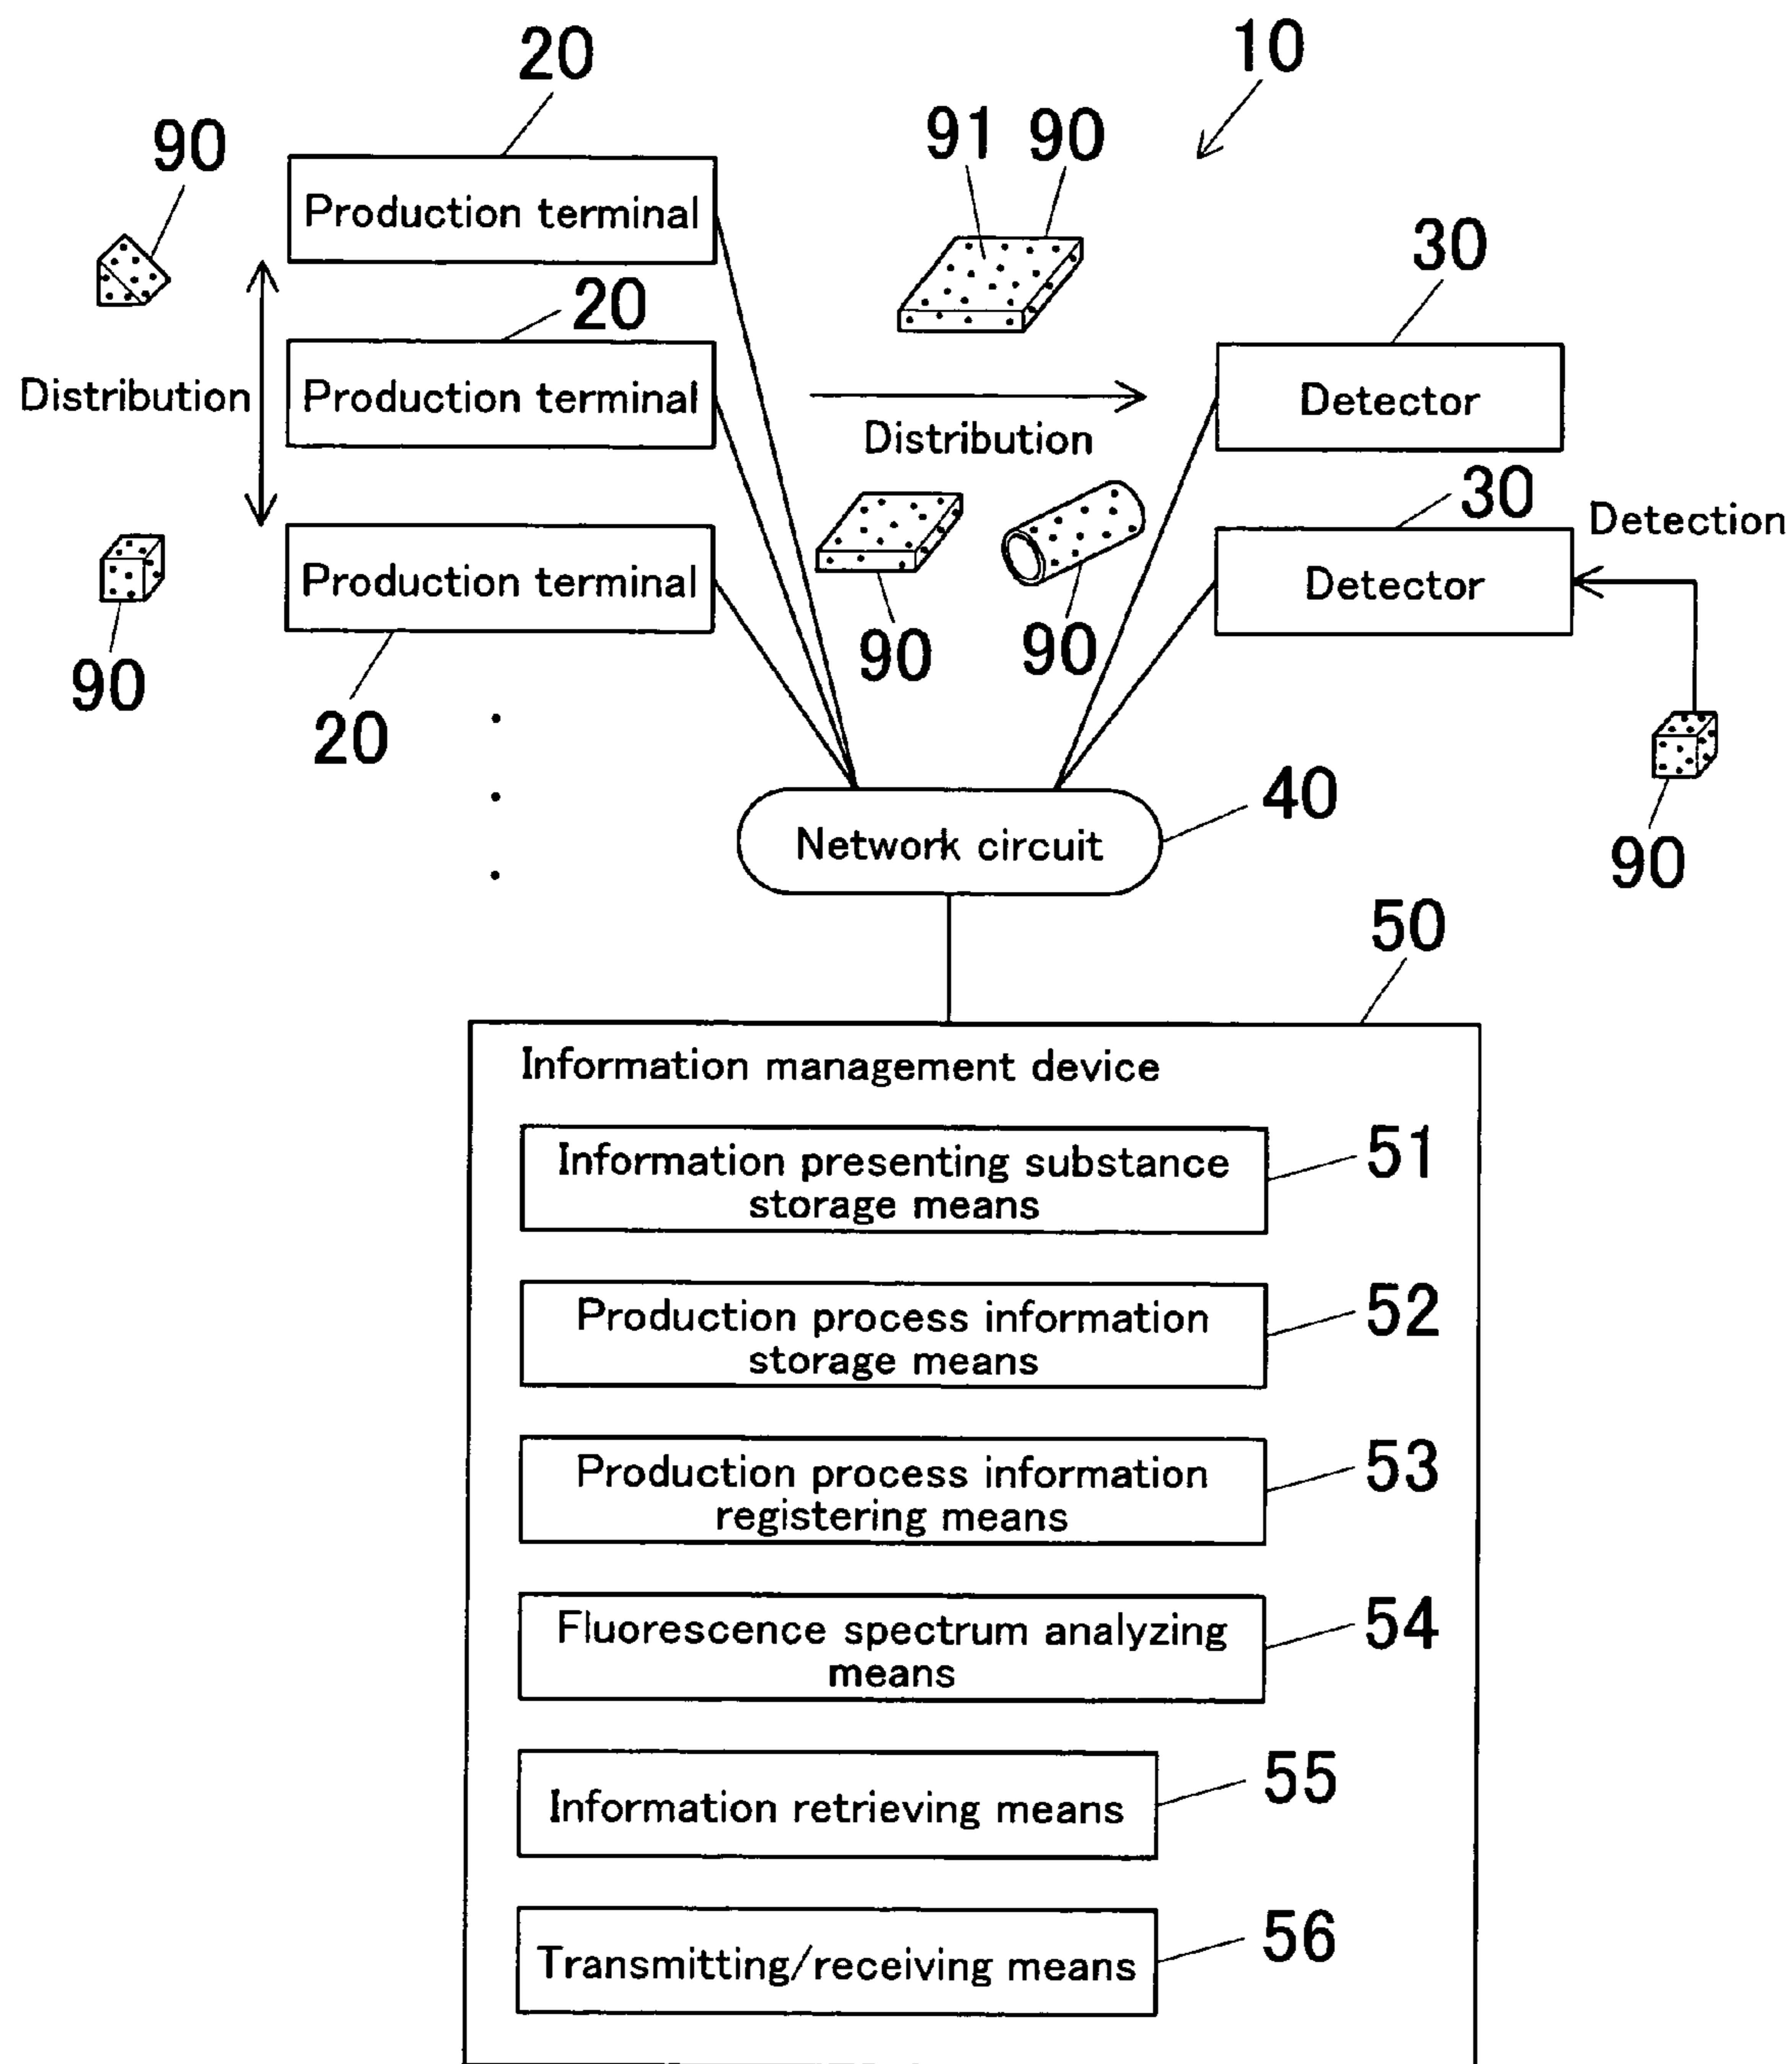 20
10
90
91
90
Production terminal
30
20
Distribution
Production terminal
Distribution
Detector
30
Detection
Production terminal
Detector
90
90
90
20
40
Network circuit
90
50
Information management device
Information presenting substance
storage means
51
Production process information
storage means
52
Production process information
registering means
53
Fluorescence spectrum analyzing
means
54
Information retrieving means
55
Transmitting/receiving means
56